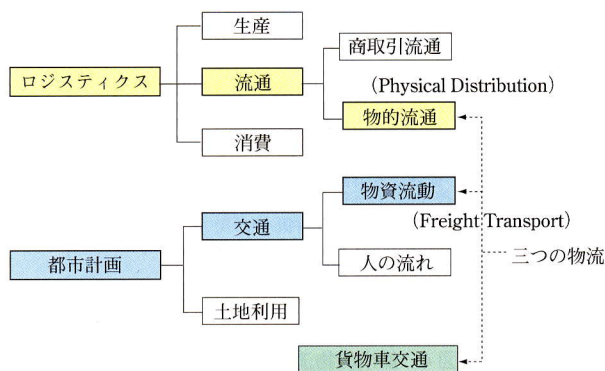 生産
商取引流通
ロジスティクス
流通
(Physical Distribution)
物的流通
消費
物資流動
交通
(Freight Transport)
都市計画
人の流れ
三つの物流
土地利用
貨物車交通